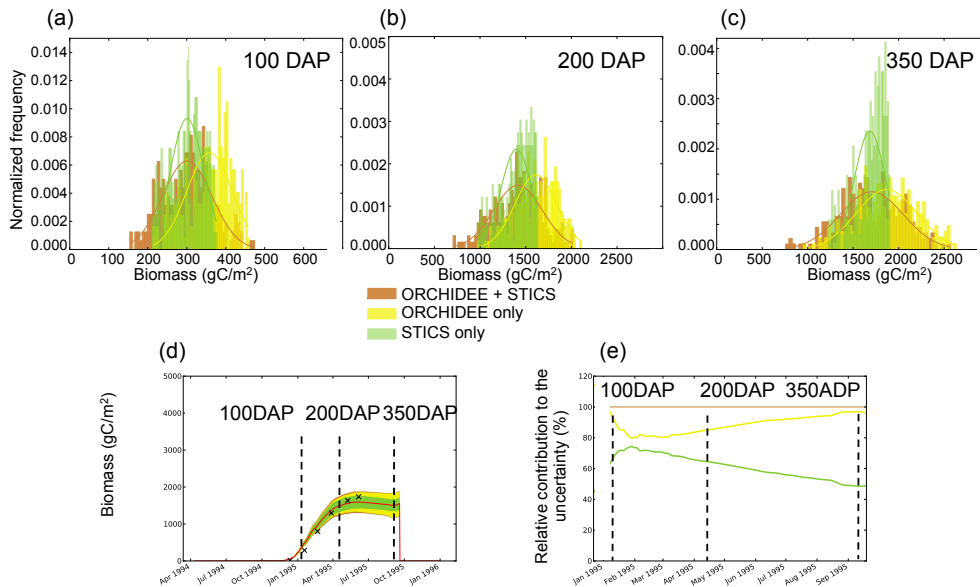 (a)
(b)
(c)
Normalized frequency
0.014
0.012
0.010
0.008
0.006
0.004
0.002
0.000
100 DAP
0 100 200 300 400 500 600
Biomass (gC/m²)
0.005
0.004
0.003
0.002
0.001
0.000
200 DAP
0 500 1000 1500 2000 2500
Biomass (gC/m²)
0.004
0.003
0.002
0.001
0.000
350 DAP
0 500 1000 1500 2000 2500
Biomass (gC/m²)
ORCHIDEE + STICS
ORCHIDEE only
STICS only
(d)
Biomass (gC/m²)
5000
4000
3000
2000
1000
0
100DAP 200DAP 350DAP
Apr 1994 Jul 1994 Oct 1994 Jan 1995 Apr 1995 Jul 1995 Oct 1995 Jan 1996
(e)
Relative contribution to the
uncertainty (%)
120
100
80
60
40
20
0
100DAP 200DAP 350ADP
Jan 1995 Feb 1995 Mar 1995 Apr 1995 May 1995 Jun 1995 Jul 1995 Aug 1995 Sep 1995